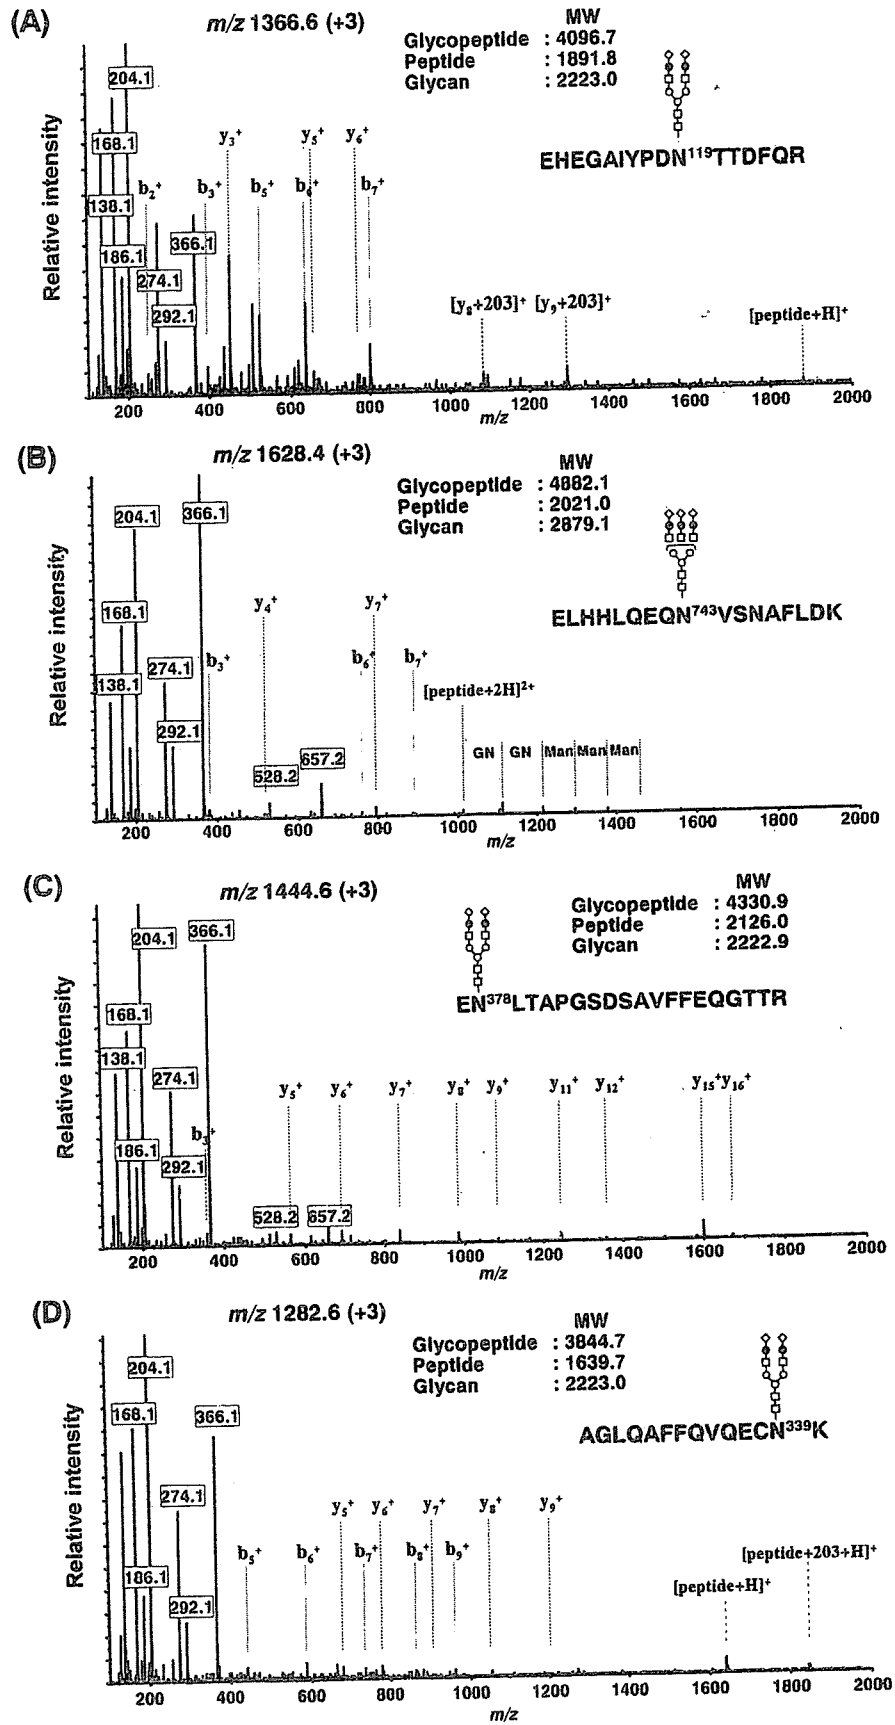 (A)
m/z 1366.6 (+3)
MW
Glycopeptide : 4096.7
Peptide : 1891.8
Glycan : 2223.0
EHEGAIYPDN119TTDFQR
Relative intensity
204.1
168.1
138.1
186.1
274.1
292.1
366.1
b2+
b3+
y3+
b5+
b6+
y5+
y6+
b7+
[y8+203]+
[y9+203]+
[peptide+H]+
200 400 600 800 1000 1200 1400 1600 1800 2000
m/z
(B)
m/z 1628.4 (+3)
MW
Glycopeptide : 4882.1
Peptide : 2021.0
Glycan : 2879.1
ELHHLQEQN743VSNAFLDK
Relative intensity
204.1
366.1
168.1
138.1
274.1
292.1
528.2
657.2
b3+
y4+
b6+
y7+
b7+
[peptide+2H]2+
GN GN Man Man Man
200 400 600 800 1000 1200 1400 1600 1800 2000
m/z
(C)
m/z 1444.6 (+3)
MW
Glycopeptide : 4330.9
Peptide : 2126.0
Glycan : 2222.9
EN378LTAPGSDSAVFFEQGTTR
Relative intensity
204.1
366.1
168.1
138.1
274.1
186.1
292.1
528.2
657.2
b3+
y5+
y6+
y7+
y8+
y9+
y11+
y12+
y15+
y16+
200 400 600 800 1000 1200 1400 1600 1800 2000
m/z
(D)
m/z 1282.6 (+3)
MW
Glycopeptide : 3844.7
Peptide : 1639.7
Glycan : 2223.0
AGLQAFFQVQECN339K
Relative intensity
204.1
168.1
366.1
274.1
186.1
292.1
b5+
b6+
y5+
b7+
y6+
b8+
y7+
b9+
y8+
y9+
[peptide+H]+
[peptide+203+H]+
200 400 600 800 1000 1200 1400 1600 1800 2000
m/z